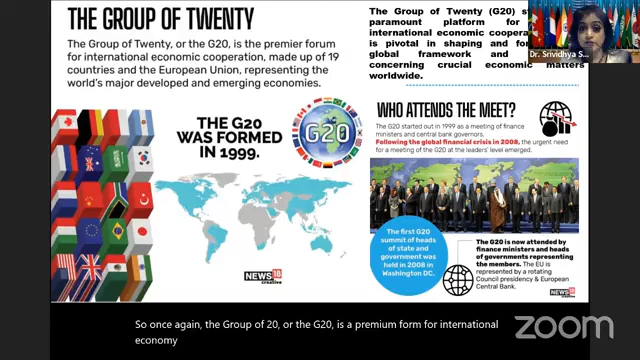 THE GROUP OF TWENTY
The Group of Twenty, or the G20, is the premier forum
for international economic cooperation, made up of 19
countries and the European Union, representing the
world's major developed and emerging economies.
THE G20
WAS FORMED
IN 1999.
G20
NEWS18
creative
The Group of Twenty (G20)
paramount platform for
international economic
is pivotal in shaping and
global framework and
concerning crucial economic matters
worldwide.
Dr. Srividhya S...
WHO ATTENDS THE MEET?
The G20 started out in 1999 as a meeting of finance
ministers and central bank governors.
Following the global financial crisis in 2008, the urgent need
for a meeting of the G20 at the leaders' level emerged.
The first G20
summit of heads
of state and
government was
held in 2008 in
Washington DC.
The G20 is now attended by
finance ministers and heads
of governments representing
the members. The EU is
represented by a rotating
Council presidency & European
Central Bank.
NEWS18
creative
So once again, the Group of 20, or the G20, is a premium form for international
economy
zoom